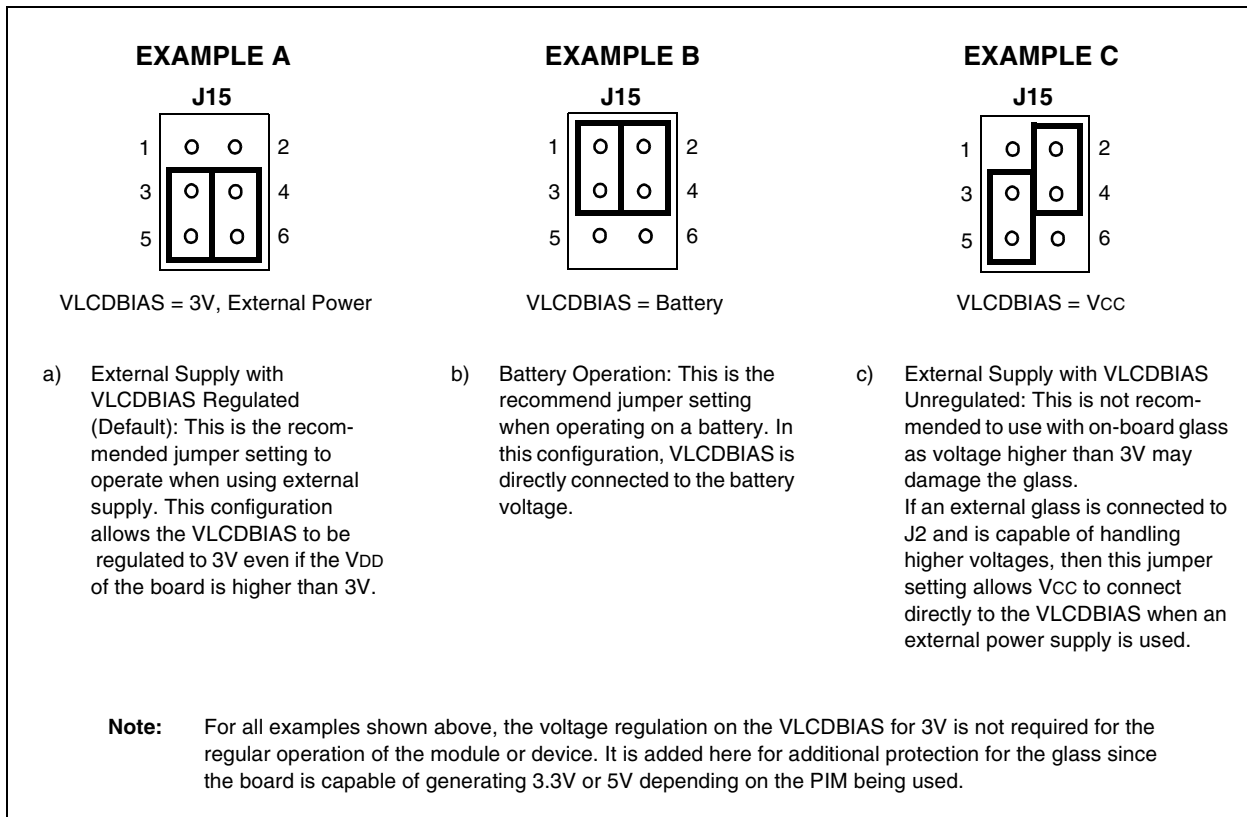 EXAMPLE A
J15
1 2
3 4
5 6
VLCDBIAS = 3V, External Power
a) External Supply with
VLCDBIAS Regulated
(Default): This is the recom-
mended jumper setting to
operate when using external
supply. This configuration
allows the VLCDBIAS to be
regulated to 3V even if the VDD
of the board is higher than 3V.
EXAMPLE B
J15
1 2
3 4
5 6
VLCDBIAS = Battery
b) Battery Operation: This is the
recommend jumper setting
when operating on a battery. In
this configuration, VLCDBIAS is
directly connected to the battery
voltage.
EXAMPLE C
J15
1 2
3 4
5 6
VLCDBIAS = VCC
c) External Supply with VLCDBIAS
Unregulated: This is not recom-
mended to use with on-board glass
as voltage higher than 3V may
damage the glass.
If an external glass is connected to
J2 and is capable of handling
higher voltages, then this jumper
setting allows VCC to connect
directly to the VLCDBIAS when an
external power supply is used.
Note: For all examples shown above, the voltage regulation on the VLCDBIAS for 3V is not required for the
regular operation of the module or device. It is added here for additional protection for the glass since
the board is capable of generating 3.3V or 5V depending on the PIM being used.